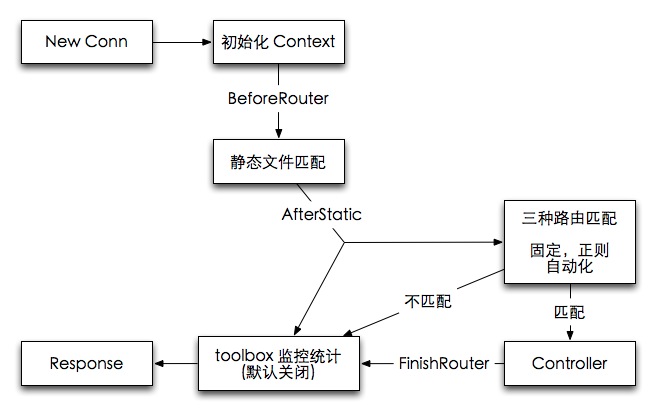 New Conn
初始化 Context
BeforeRouter
静态文件匹配
AfterStatic
三种路由匹配
固定，正则
自动化
不匹配
匹配
Response
toolbox 监控统计
(默认关闭)
FinishRouter
Controller